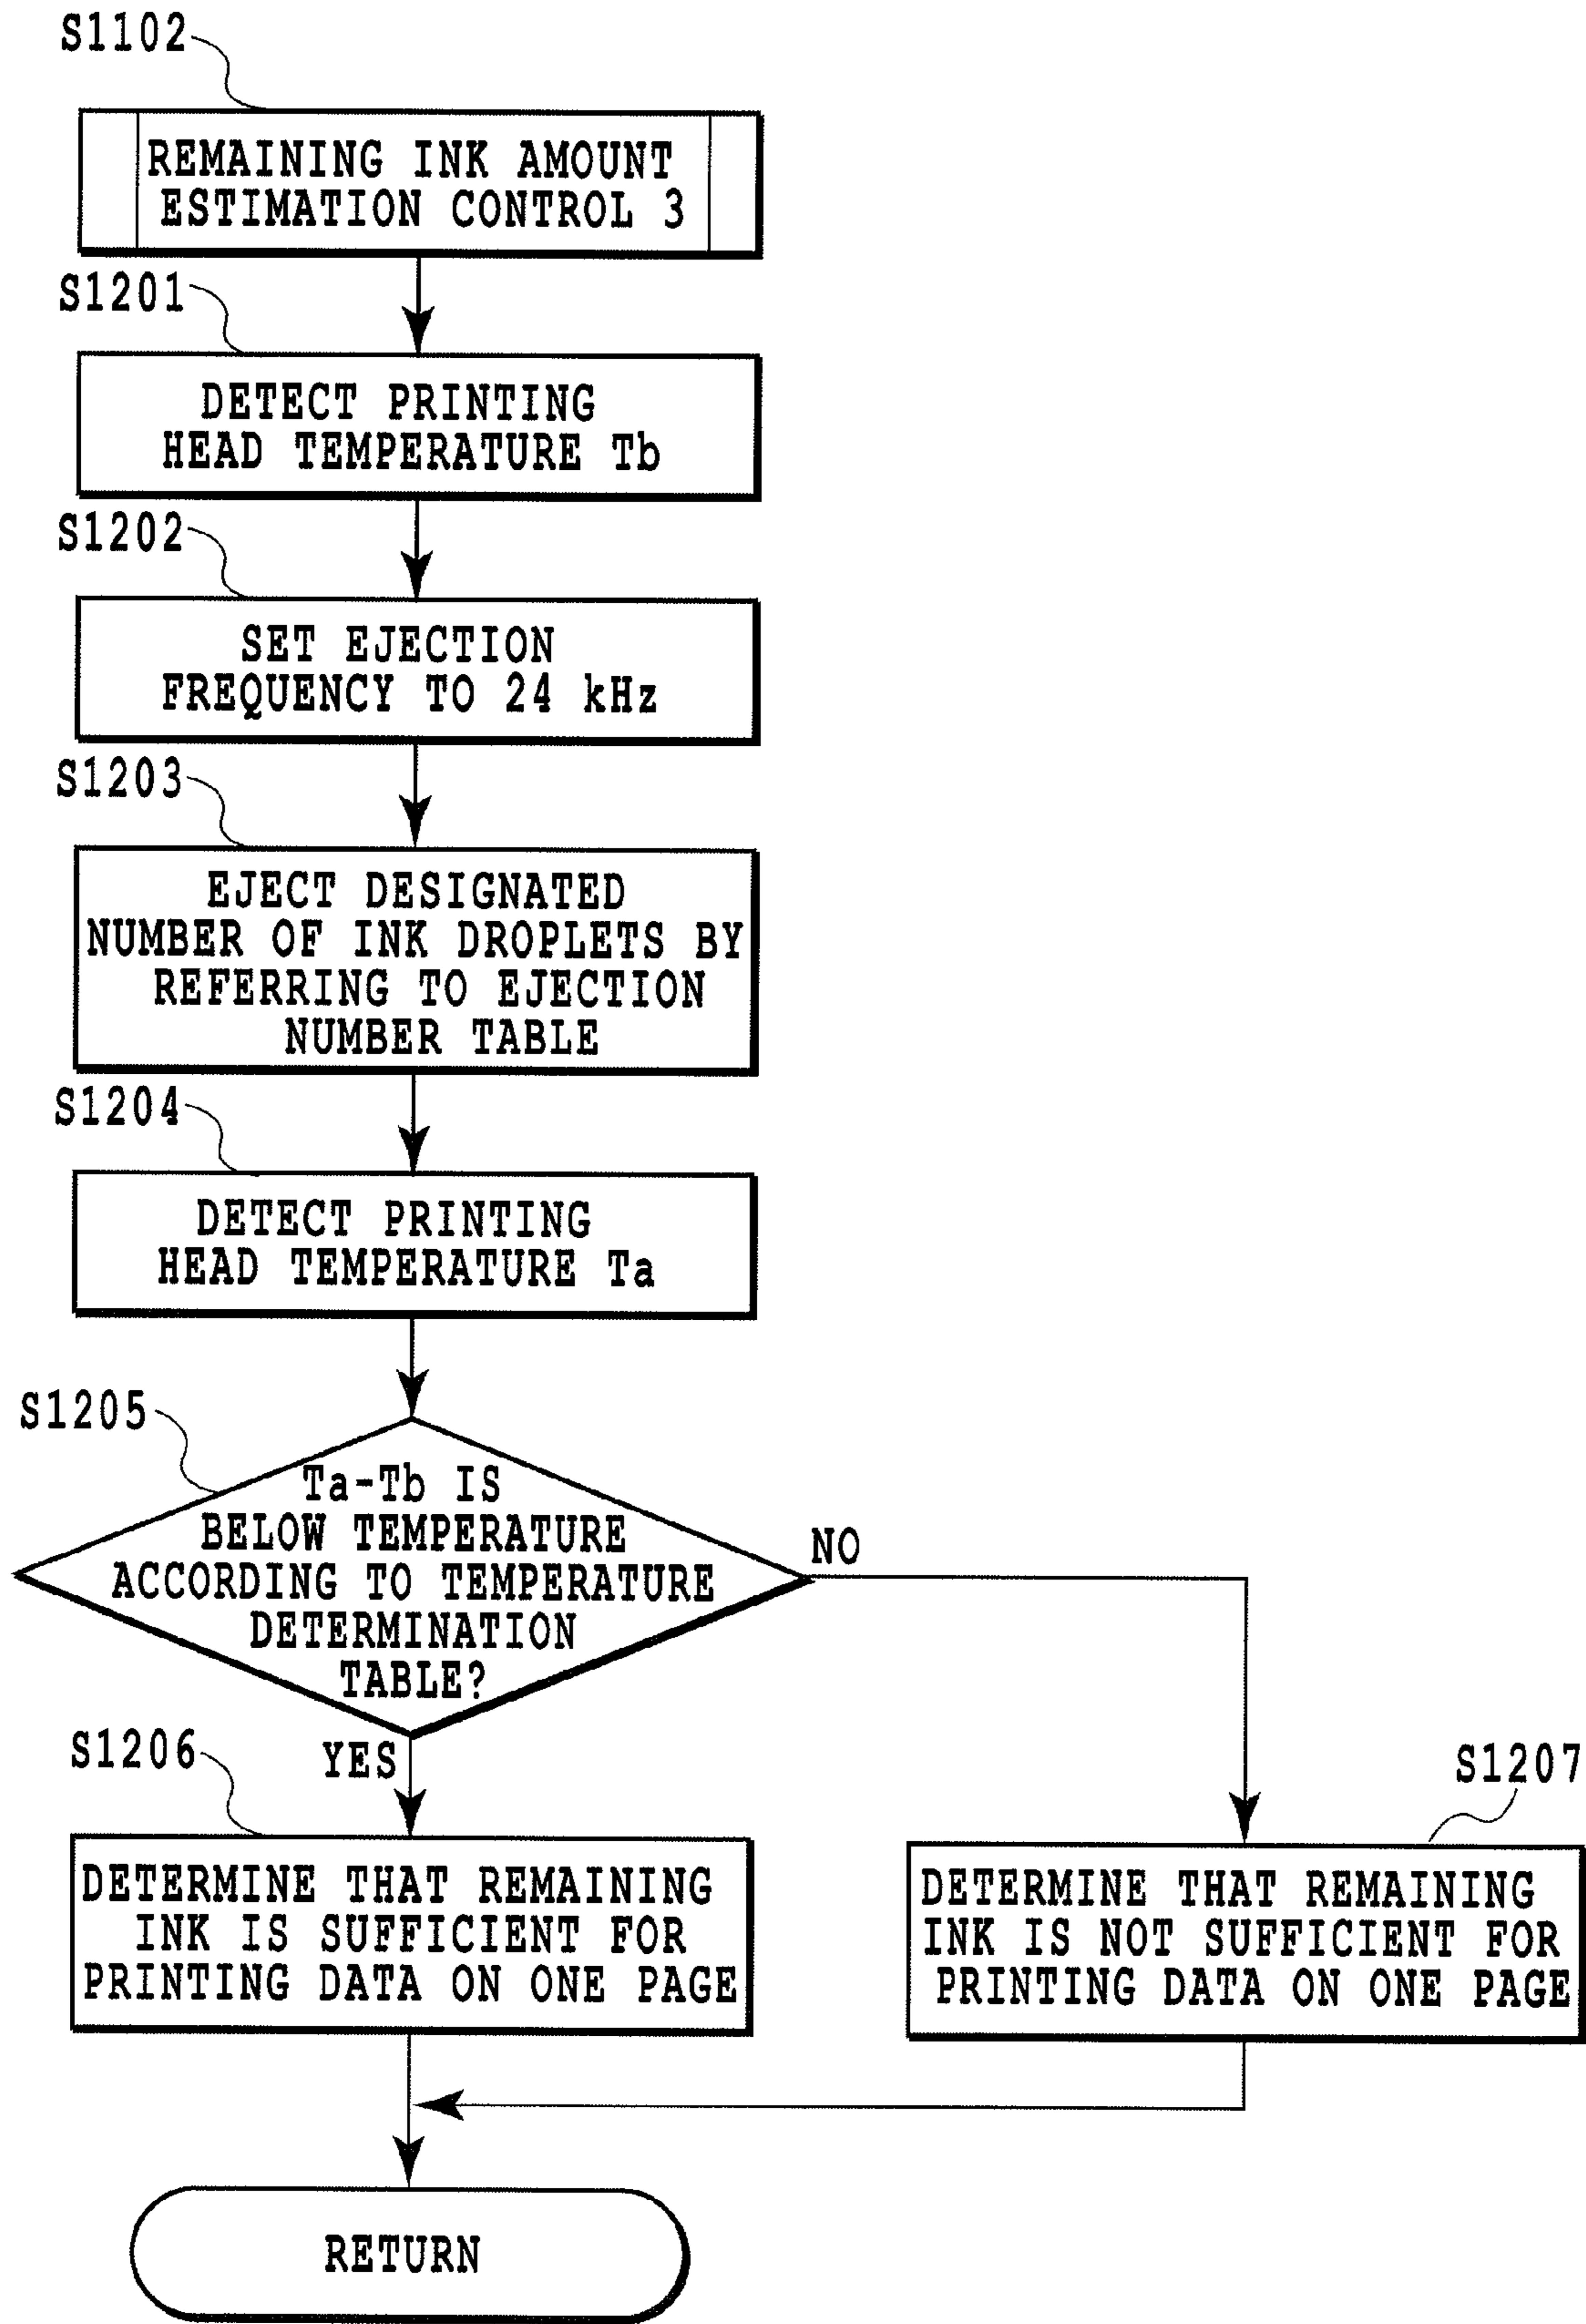 S1102
REMAINING INK AMOUNT
ESTIMATION CONTROL 3
S1201
DETECT PRINTING
HEAD TEMPERATURE Tb
S1202
SET EJECTION
FREQUENCY TO 24 kHz
S1203
EJECT DESIGNATED
NUMBER OF INK DROPLETS BY
REFERRING TO EJECTION
NUMBER TABLE
S1204
DETECT PRINTING
HEAD TEMPERATURE Ta
S1205
Ta-Tb IS
BELOW TEMPERATURE
ACCORDING TO TEMPERATURE
DETERMINATION
TABLE?
NO
YES
S1206
DETERMINE THAT REMAINING
INK IS SUFFICIENT FOR
PRINTING DATA ON ONE PAGE
S1207
DETERMINE THAT REMAINING
INK IS NOT SUFFICIENT FOR
PRINTING DATA ON ONE PAGE
RETURN